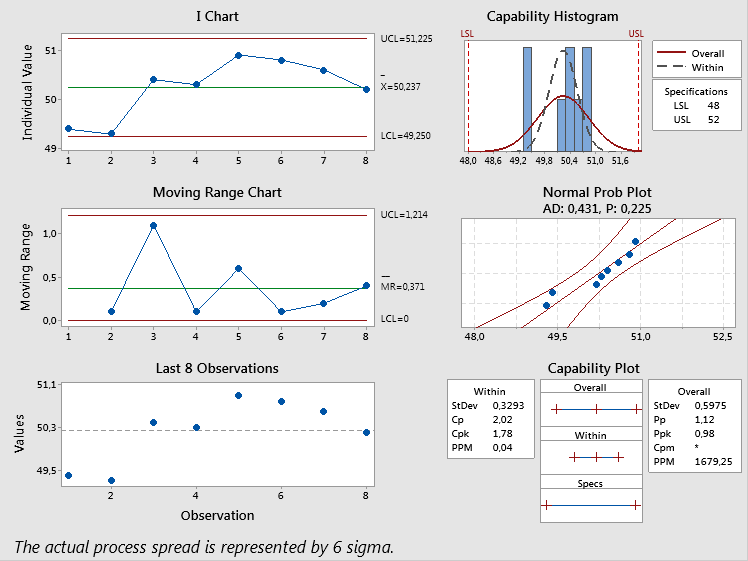 I Chart
Individual Value
51
50
49
1 2 3 4 5 6 7 8
UCL=51,225
_
X=50,237
LCL=49,250
Capability Histogram
LSL USL
48,0 48,6 49,2 49,8 50,4 51,0 51,6
Overall
Within
Specifications
LSL 48
USL 52
Moving Range Chart
Moving Range
1,0
0,5
0,0
1 2 3 4 5 6 7 8
UCL=1,214
__
MR=0,371
LCL=0
Normal Prob Plot
AD: 0,431, P: 0,225
48,0 49,5 51,0 52,5
Last 8 Observations
Values
51,1
50,3
49,5
2 4 6 8
Observation
Capability Plot
Within
StDev 0,3293
Cp 2,02
Cpk 1,78
PPM 0,04
Overall
Within
Specs
Overall
StDev 0,5975
Pp 1,12
Ppk 0,98
Cpm *
PPM 1679,25
The actual process spread is represented by 6 sigma.